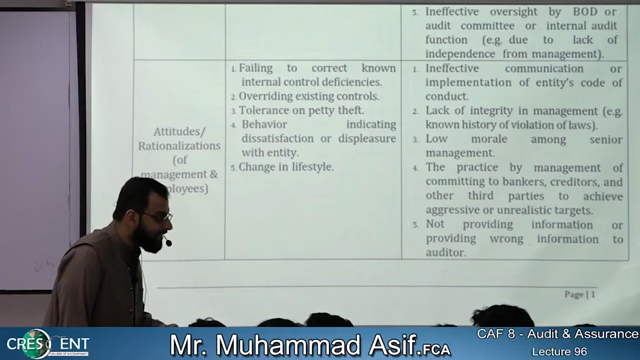 5. Ineffective oversight by BOD or
audit committee or internal audit
function (e.g. due to lack of
independence from management).
Attitudes/
Rationalizations
(of
management &
1. Failing to correct known
internal control deficiencies.
2. Overriding existing controls.
3. Tolerance on petty theft.
4. Behavior indicating
dissatisfaction or displeasure
with entity.
5. Change in lifestyle.
1. Ineffective communication or
implementation of entity's code of
conduct.
2. Lack of integrity in management (e.g.
known history of violation of laws).
3. Low morale among senior
management.
4. The practice by management of
committing to bankers, creditors, and
other third parties to achieve
aggressive or unrealistic targets.
5. Not providing information or
providing wrong information to
auditor.
Page | 1
CRESCENT
COLLEGE OF ACCOUNTANCY
Mr. Muhammad Asif.FCA
CAF 8 - Audit & Assurance
Lecture 96